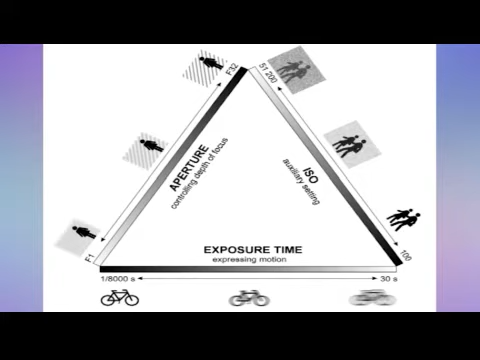 F32
51 200
APERTURE
controlling depth of focus
ISO
auxiliary setting
F1
100
EXPOSURE TIME
expressing motion
1/8000 s
30 s